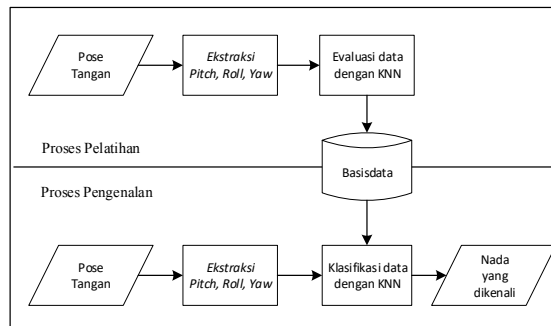 Pose
Tangan
Ekstraksi
Pitch, Roll, Yaw
Evaluasi data
dengan KNN
Proses Pelatihan
Basisdata
Proses Pengenalan
Pose
Tangan
Ekstraksi
Pitch, Roll, Yaw
Klasifikasi data
dengan KNN
Nada
yang
dikenali